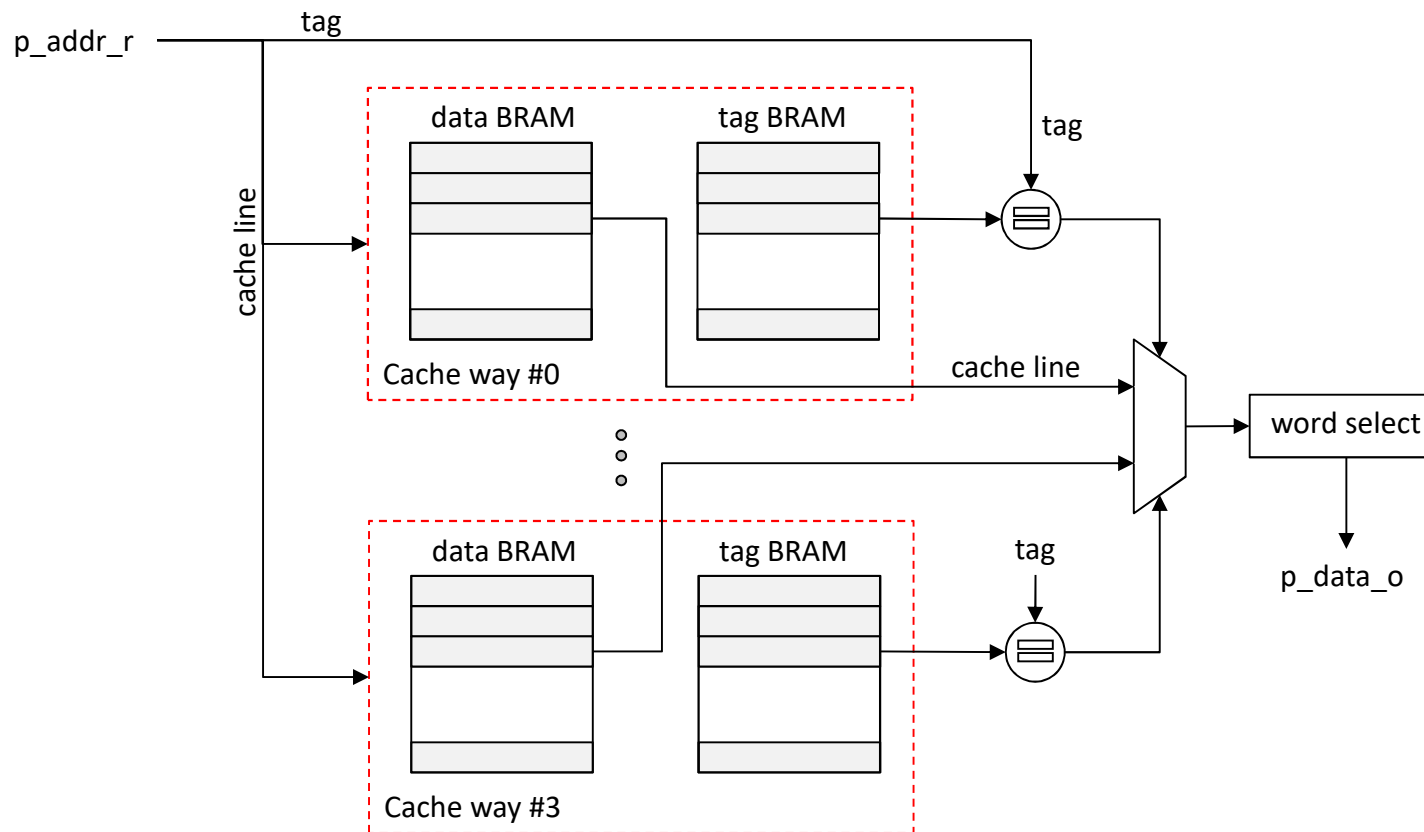 tag
p_addr_r
data BRAM
tag BRAM
tag
cache line
Cache way #0
cache line
word select
data BRAM
tag BRAM
tag
p_data_o
Cache way #3